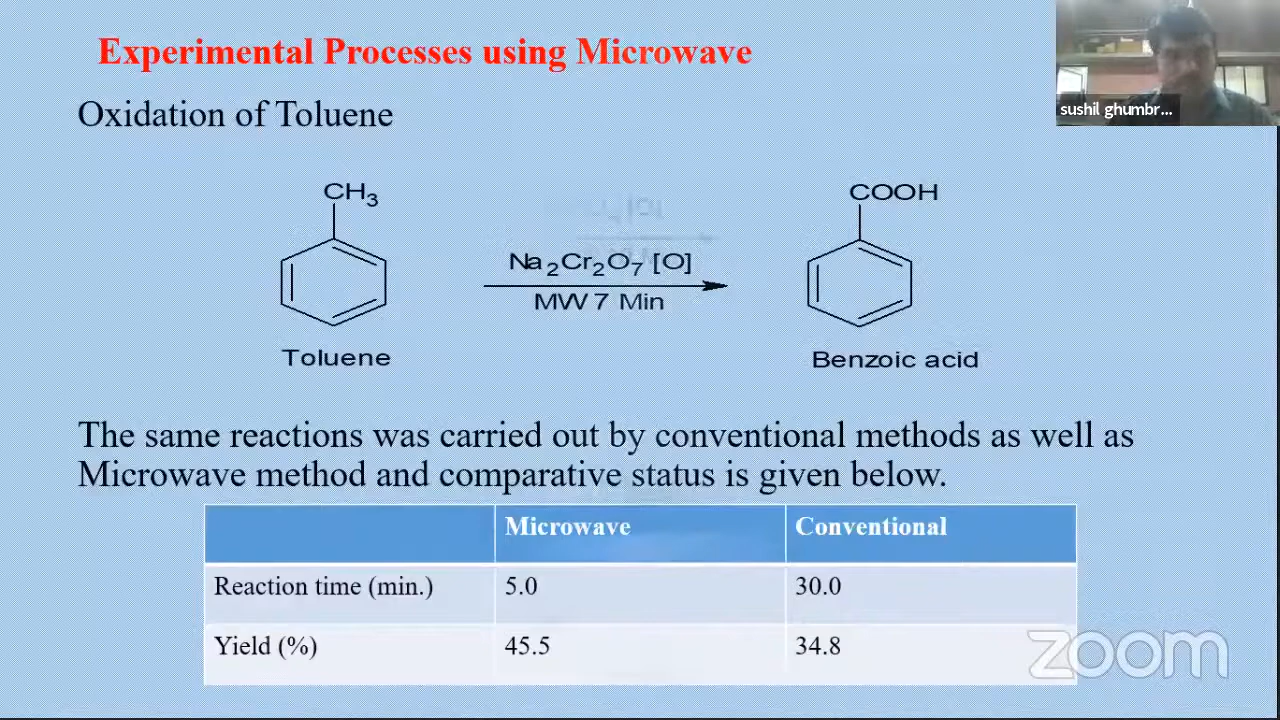 Experimental Processes using Microwave
sushil ghumbr...
Oxidation of Toluene
CH3
COOH
Na2Cr2O7 [O]
MW 7 Min
Toluene
Benzoic acid
The same reactions was carried out by conventional methods as well as
Microwave method and comparative status is given below.
Microwave Conventional
Reaction time (min.) 5.0 30.0
Yield (%) 45.5 34.8
zoom